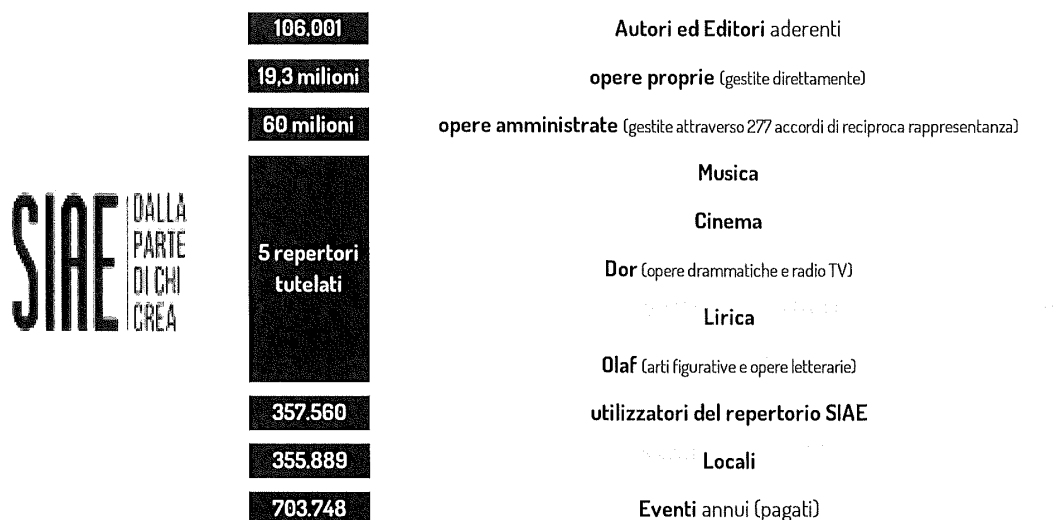 106.001 Autori ed Editori aderenti
19,3 milioni opere proprie (gestite direttamente)
60 milioni opere amministrate (gestite attraverso 277 accordi di reciproca rappresentanza)
SIAE
DALLA
PARTE
DI CHI
CREA
5 repertori
tutelati
Musica
Cinema
Dor (opere drammatiche e radio TV)
Lirica
Olaf (arti figurative e opere letterarie)
357.560 utilizzatori del repertorio SIAE
355.889 Locali
703.748 Eventi annui (pagati)